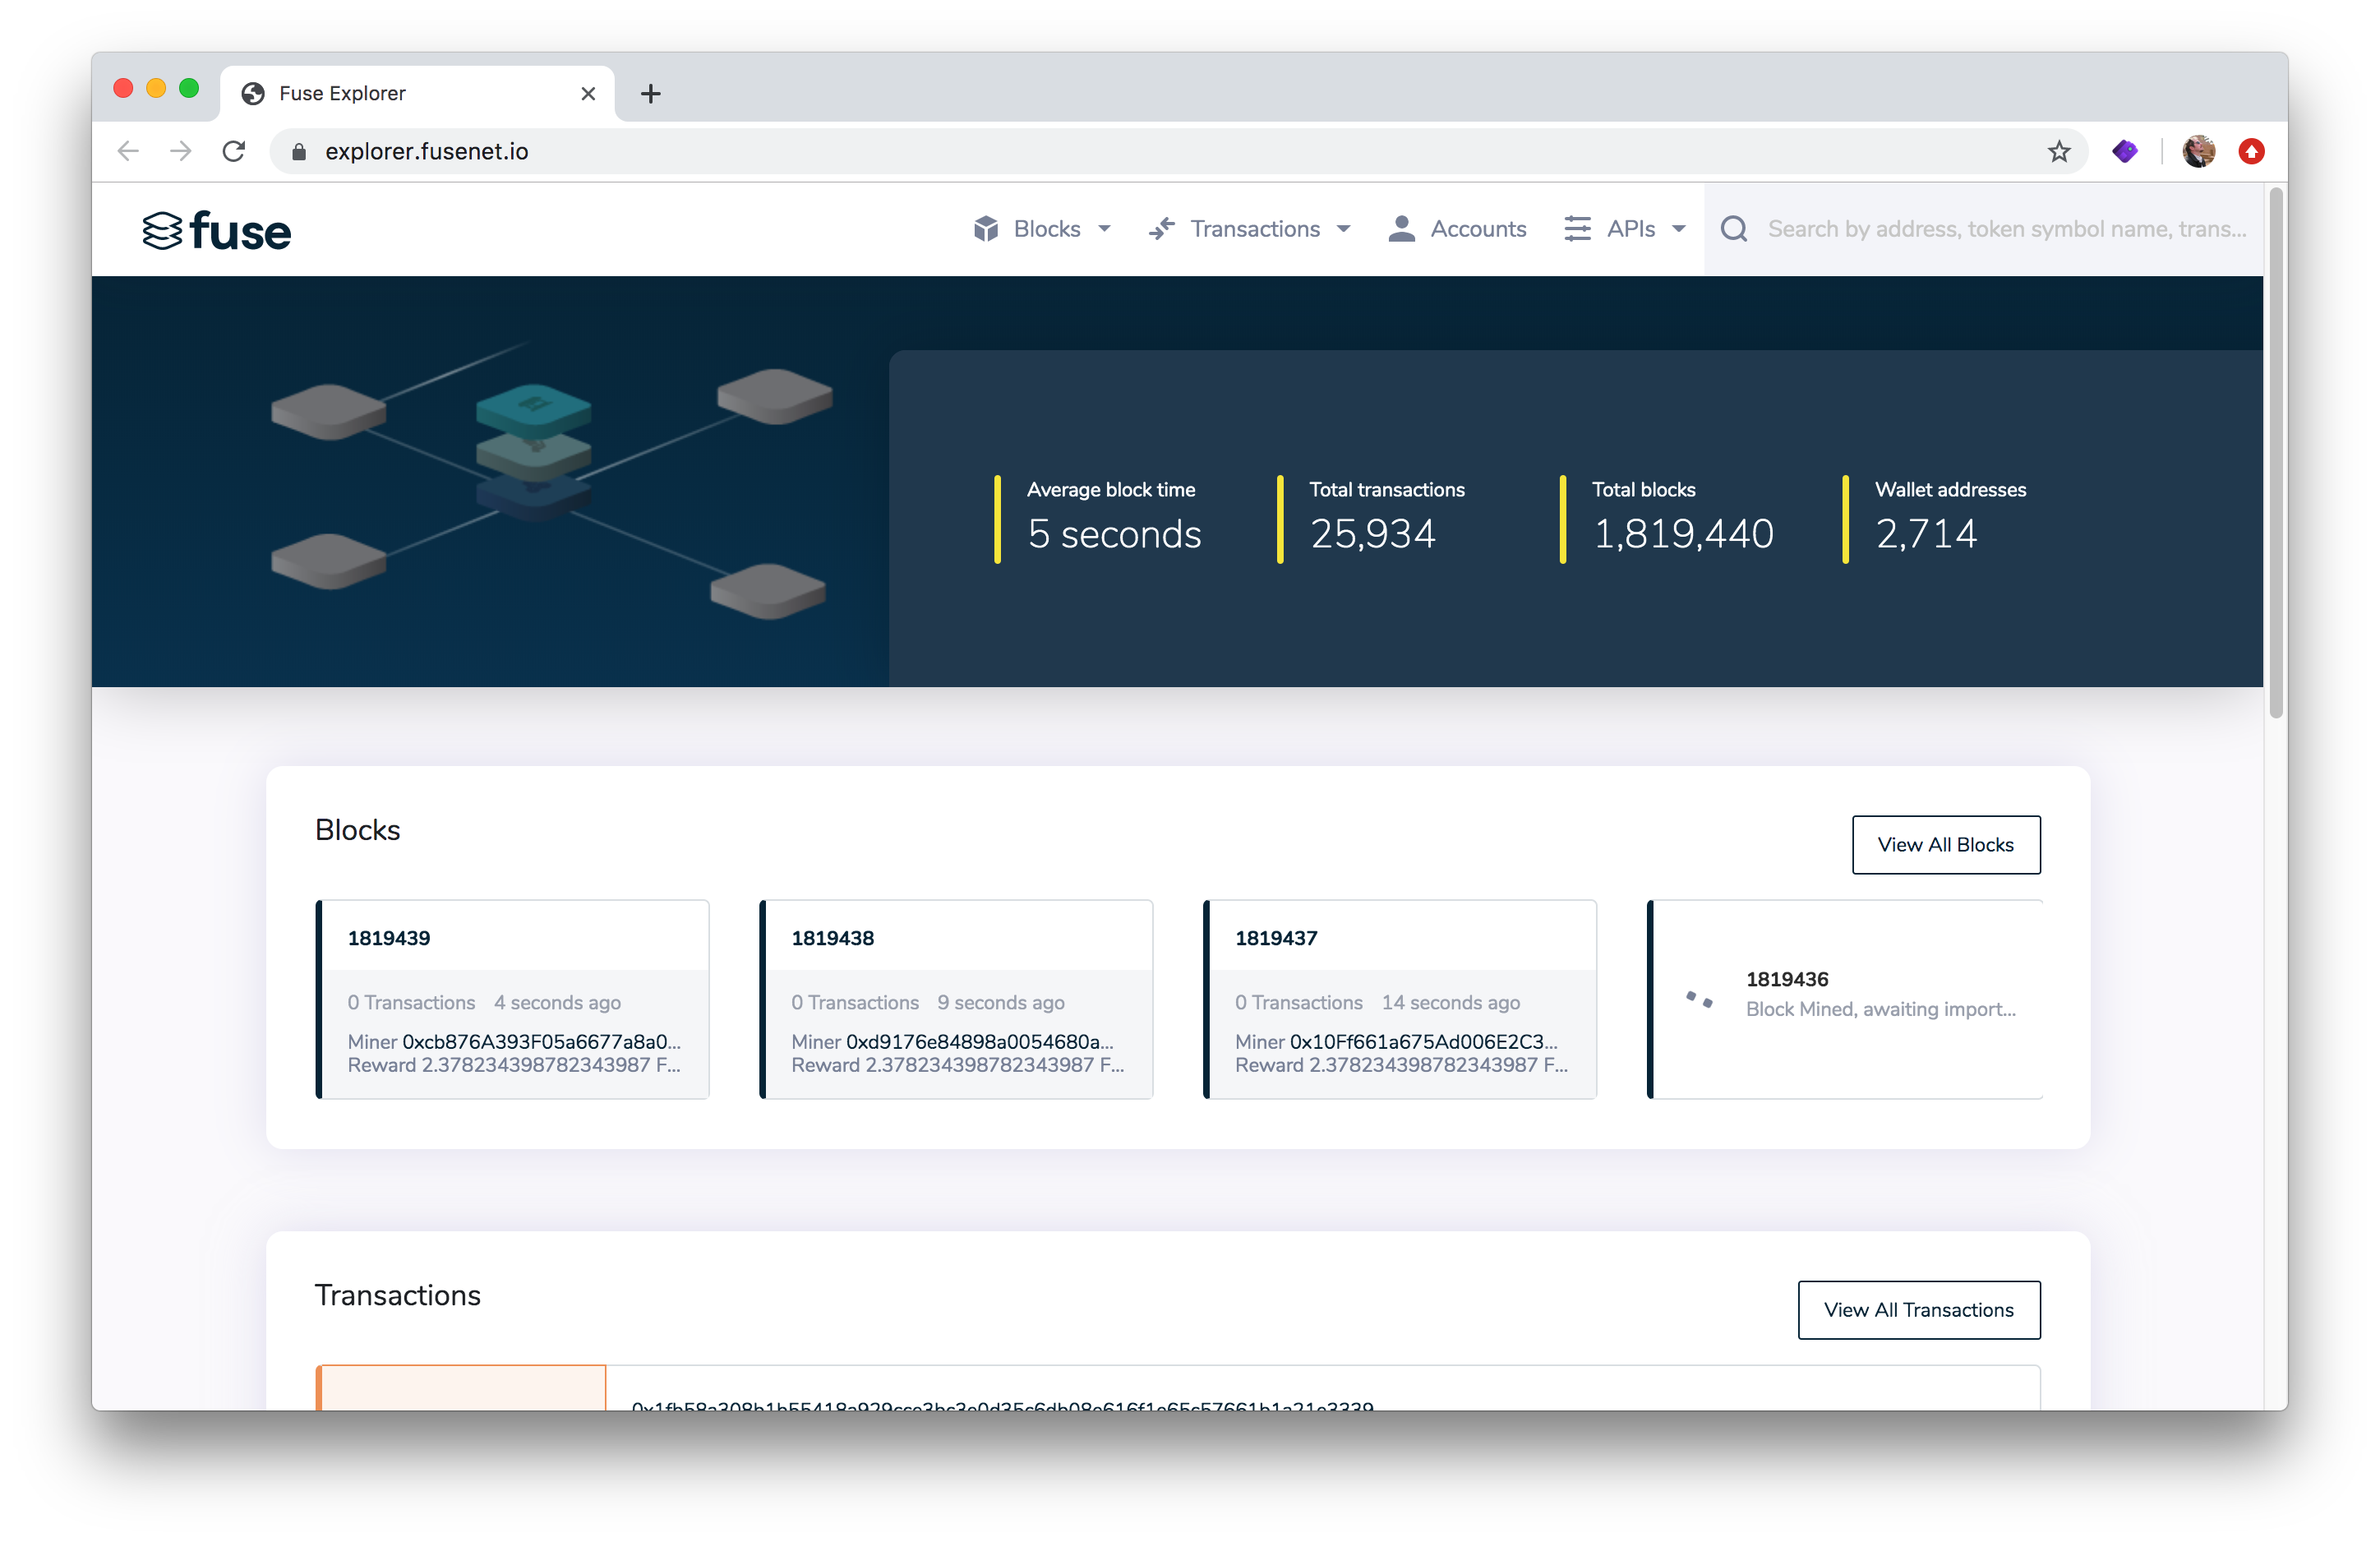 Fuse Explorer
explorer.fusenet.io
fuse
Blocks
Transactions
Accounts
APIs
Search by address, token symbol name, trans...
Average block time
5 seconds
Total transactions
25,934
Total blocks
1,819,440
Wallet addresses
2,714
Blocks
View All Blocks
1819439
0 Transactions 4 seconds ago
Miner 0xcb876A393F05a6677a8a0...
Reward 2.378234398782343987 F...
1819438
0 Transactions 9 seconds ago
Miner 0xd9176e84898a0054680a...
Reward 2.378234398782343987 F...
1819437
0 Transactions 14 seconds ago
Miner 0x10Ff661a675Ad006E2C3...
Reward 2.378234398782343987 F...
1819436
Block Mined, awaiting import...
Transactions
View All Transactions